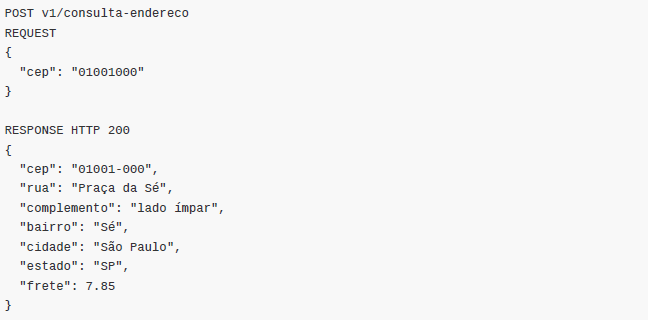 POST v1/consulta-endereco
REQUEST
{
  "cep": "01001000"
}

RESPONSE HTTP 200
{
  "cep": "01001-000",
  "rua": "Praça da Sé",
  "complemento": "lado ímpar",
  "bairro": "Sé",
  "cidade": "São Paulo",
  "estado": "SP",
  "frete": 7.85
}